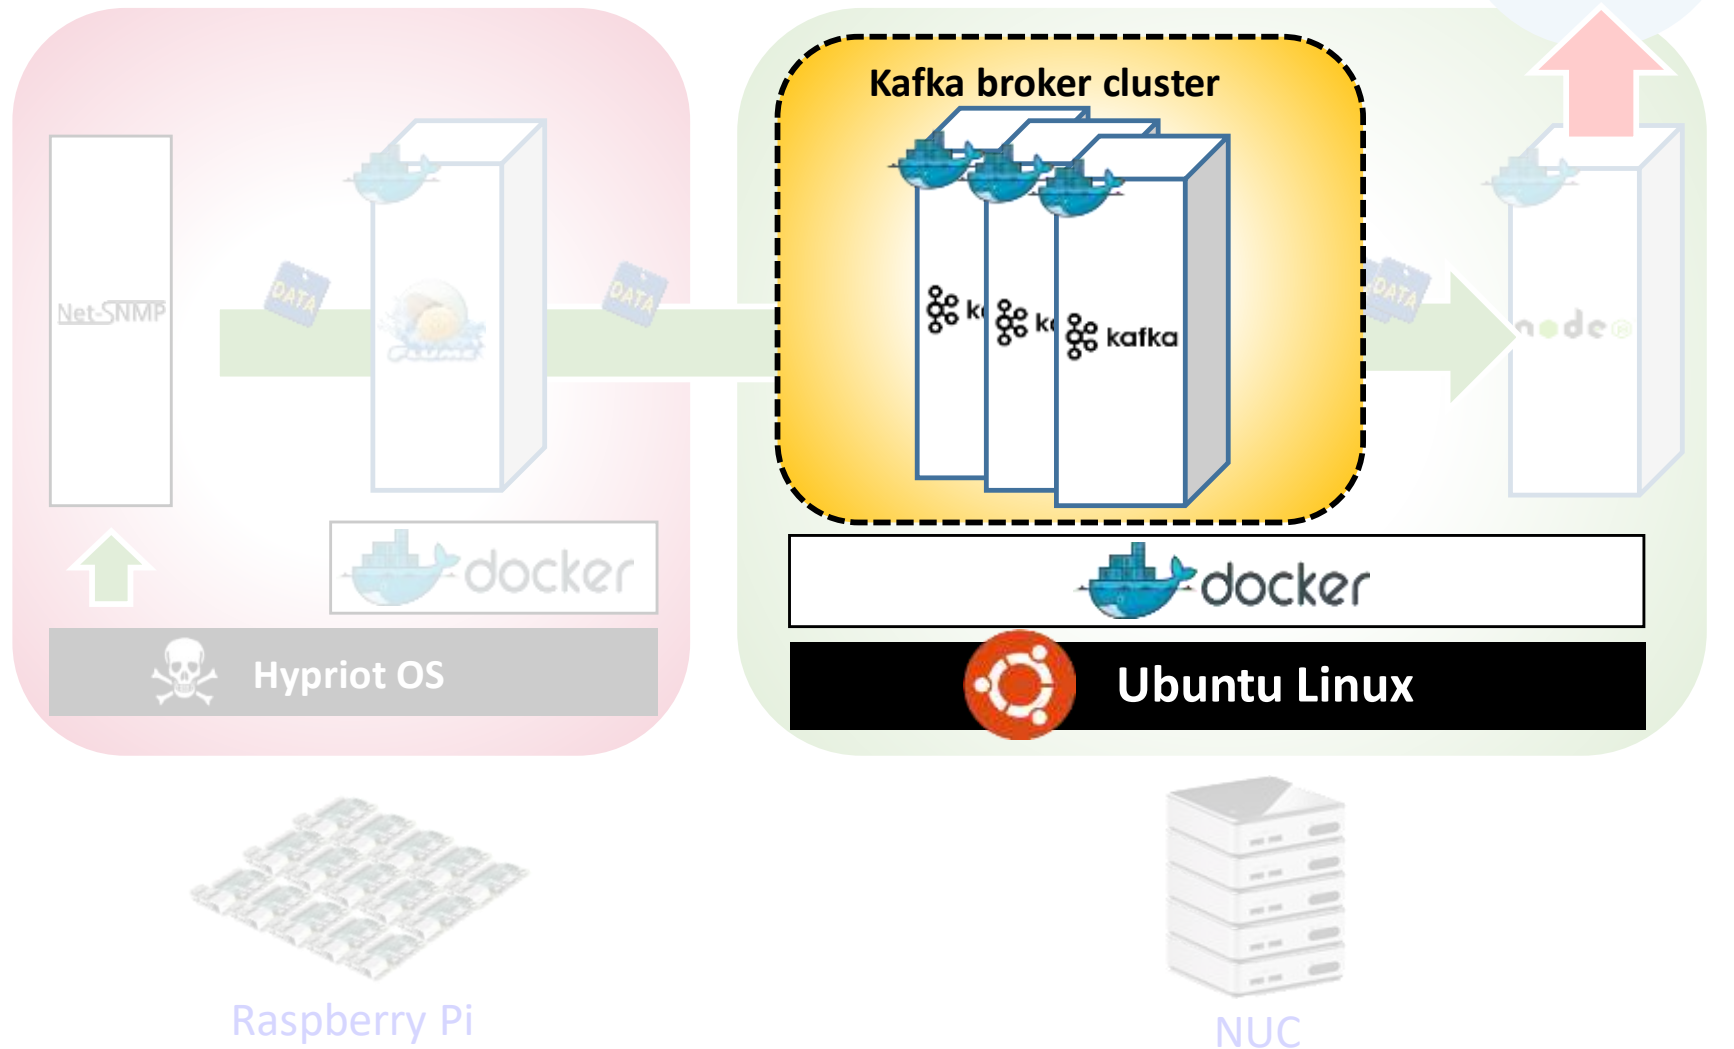 Kafka broker cluster
Net-SNMP
DATA
DATA
DATA
Flume
k
k
kafka
node
docker
docker
Hypriot OS
Ubuntu Linux
Raspberry Pi
NUC